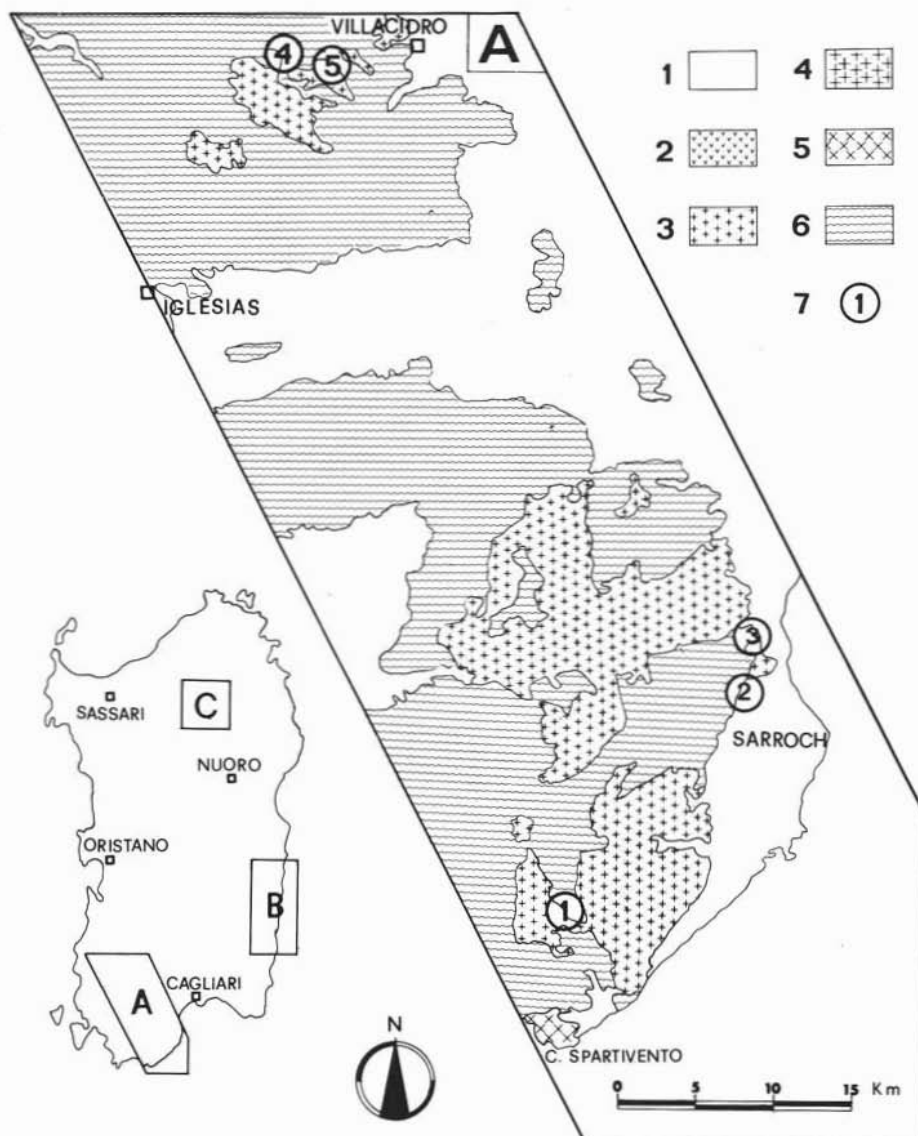 VILLACIDRO
A
4
5
1
4
2
5
3
6
7
1
IGLESIAS
3
2
SARROCH
1
C. SPARTIVENTO
SASSARI
C
NUORO
ORISTANO
B
A
CAGLIARI
N
0 5 10 15 Km